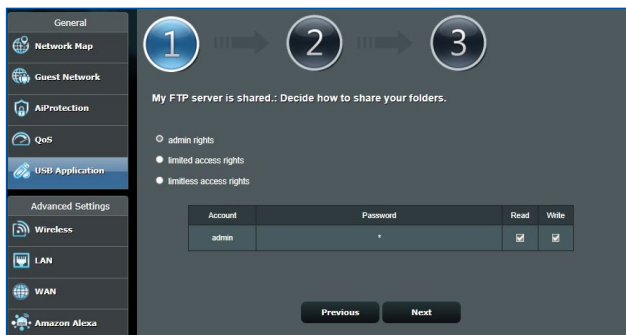 General
Network Map
Guest Network
AiProtection
QoS
USB Application
Advanced Settings
Wireless
LAN
WAN
Amazon Alexa
1 2 3
My FTP server is shared.: Decide how to share your folders.
admin rights
limited access rights
limitless access rights
Account Password Read Write
admin *
Previous Next